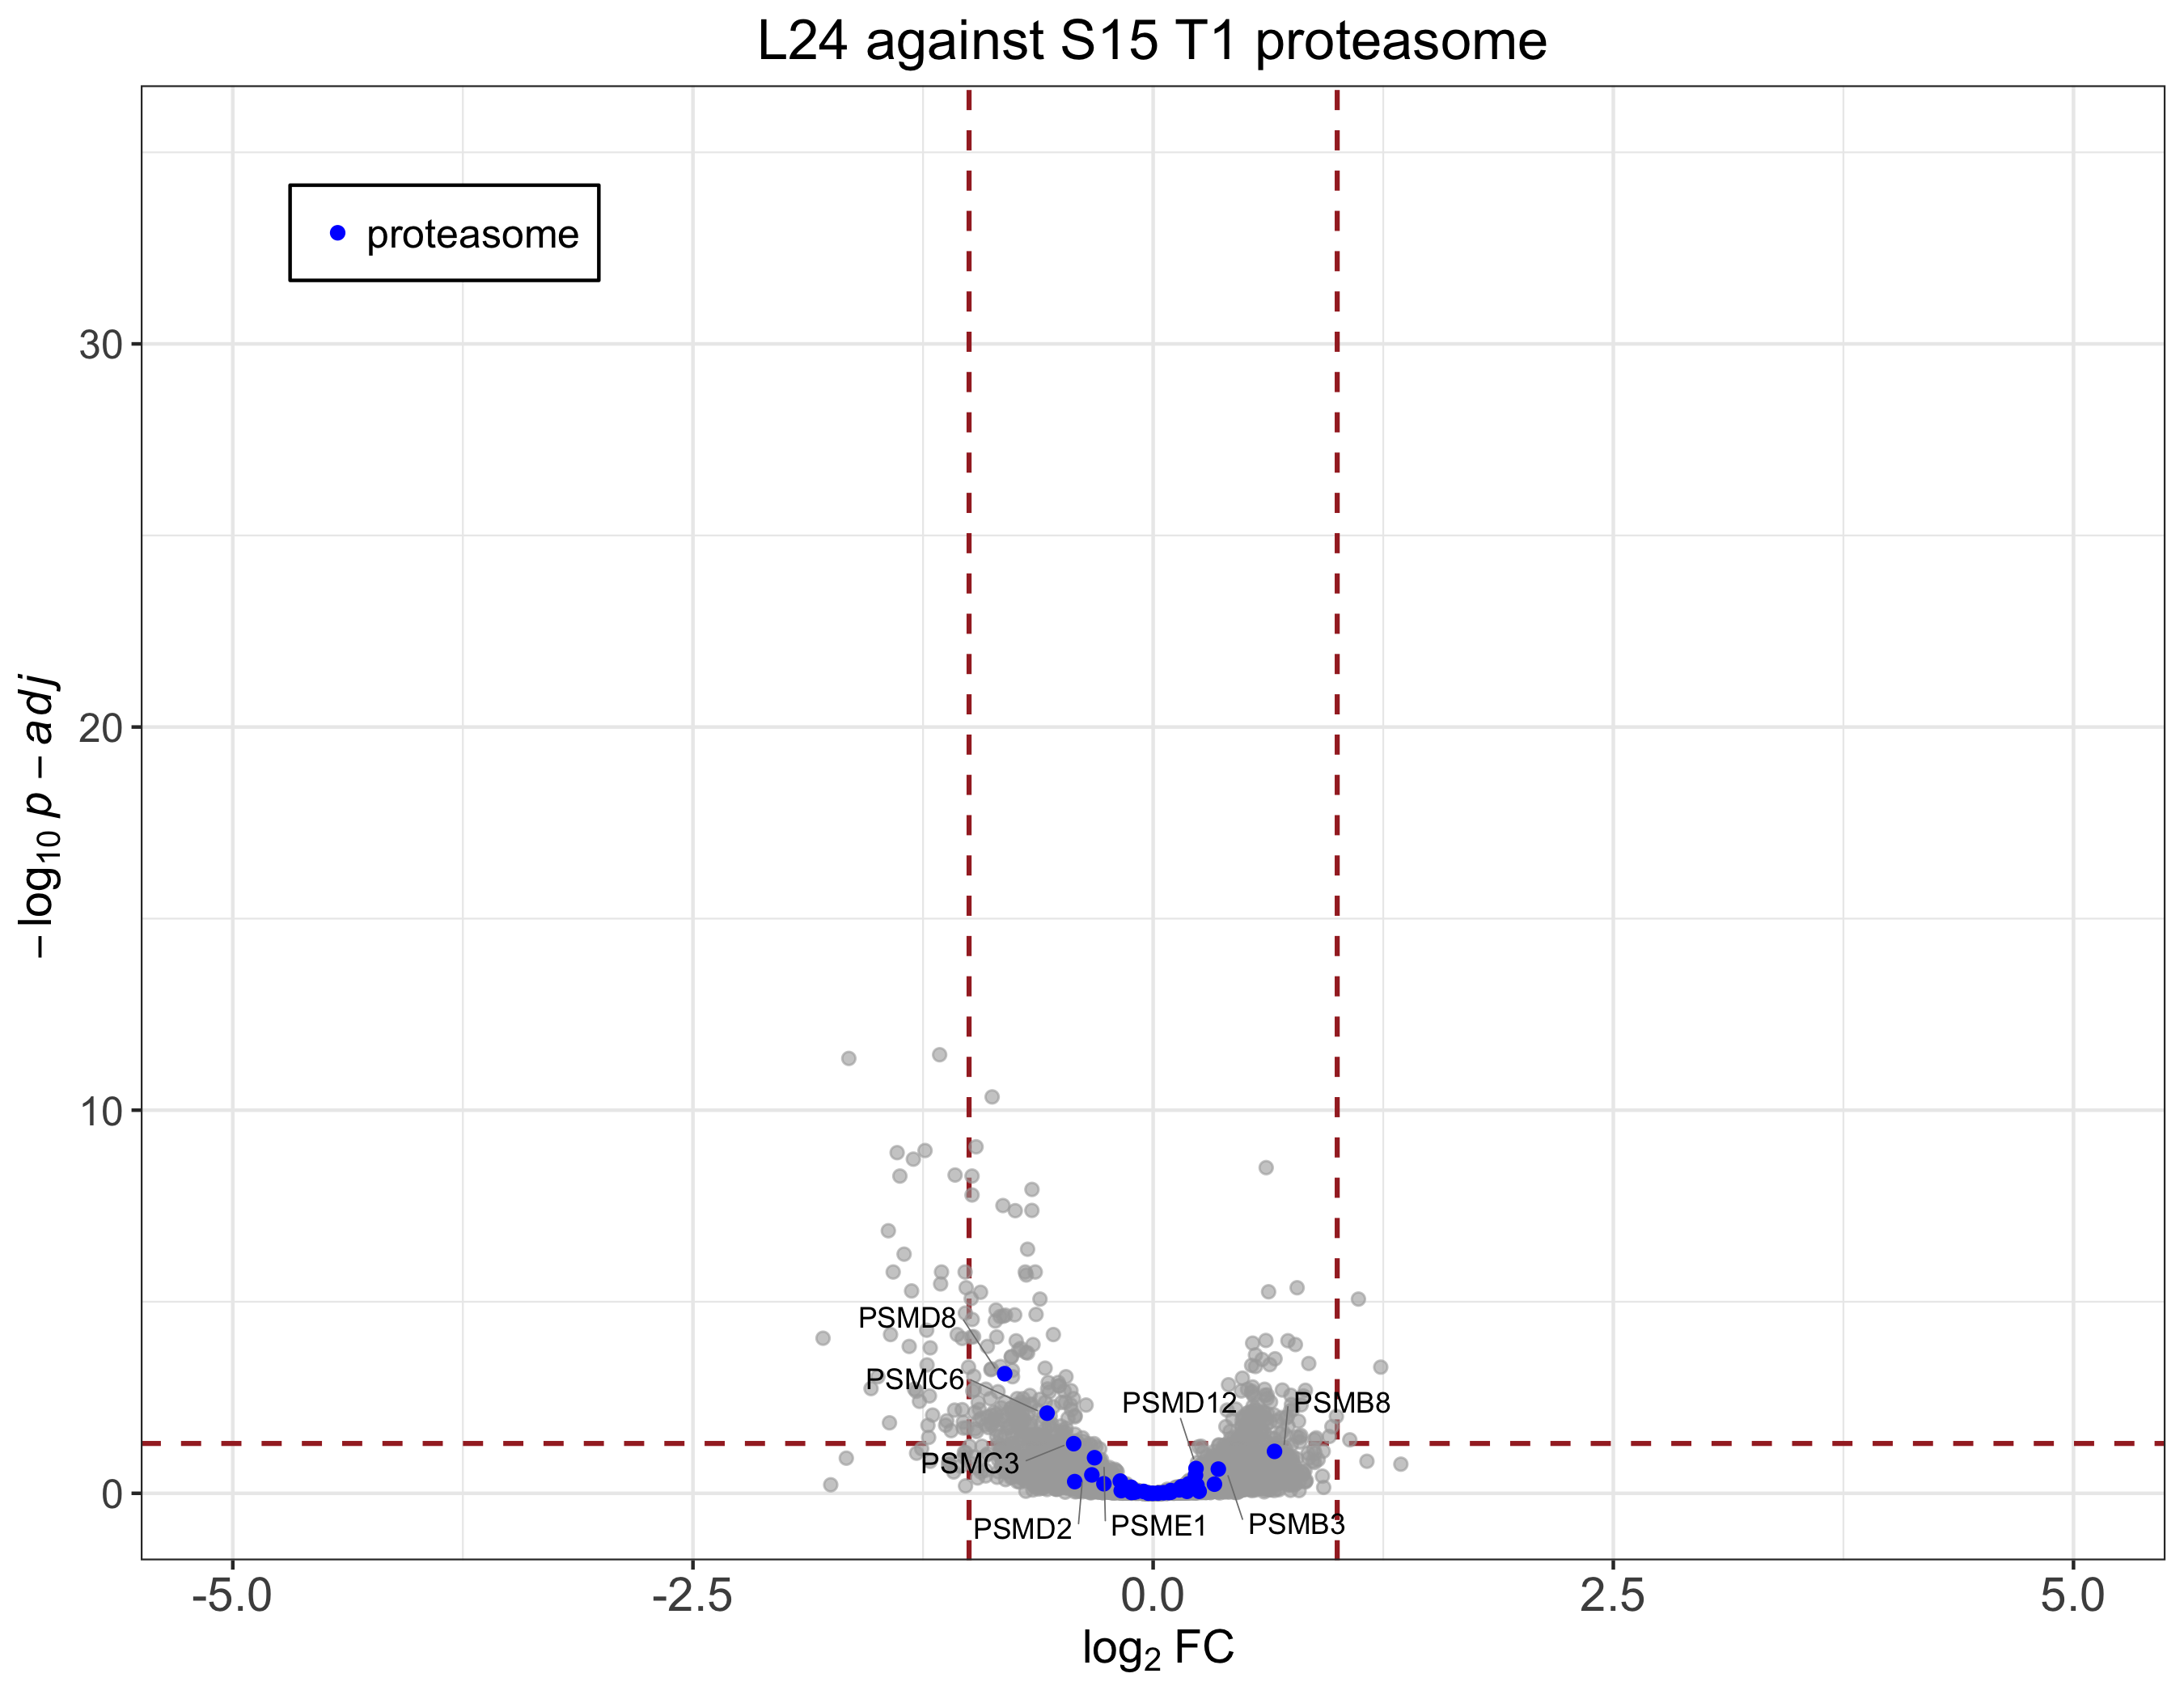 L24 against S15 T1 proteasome
proteasome
30
20
10
0
−log10 p − adj
PSMD8
PSMC6
PSMD12
PSMB8
PSMC3
PSMD2
PSME1
PSMB3
-5.0
-2.5
0.0
2.5
5.0
log2 FC